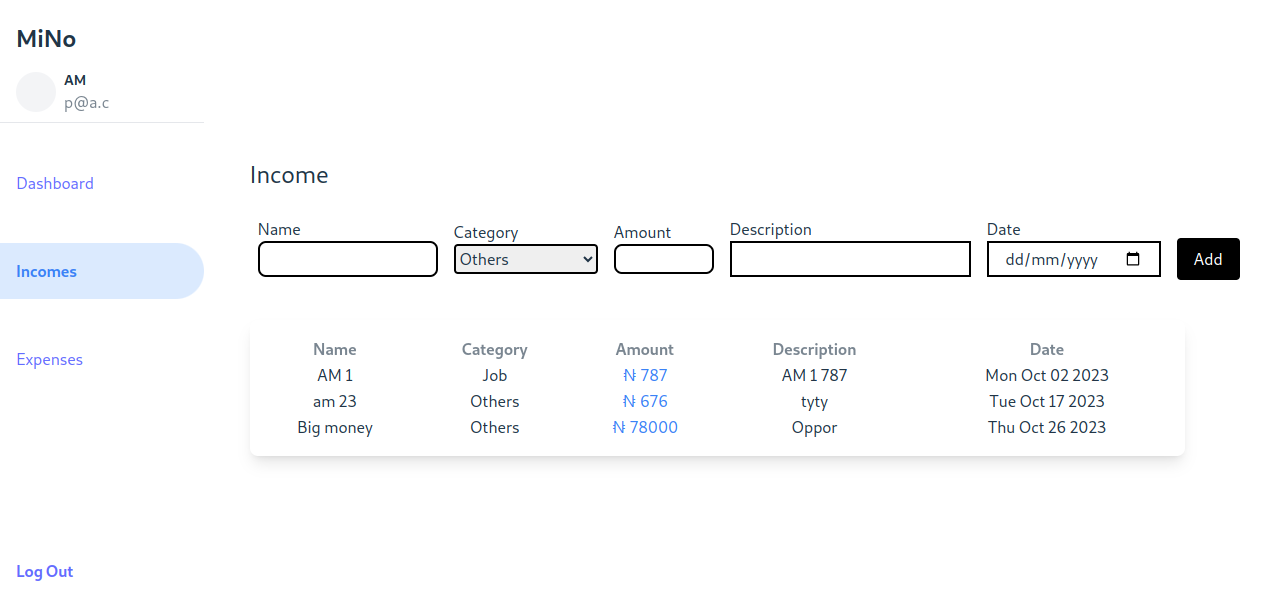 MiNo
AM
p@a.c
Dashboard
Incomes
Expenses
Log Out
Income
Name Category Amount Description Date
Others dd/mm/yyyy Add
Name Category Amount Description Date
AM 1 Job ₦ 787 AM 1 787 Mon Oct 02 2023
am 23 Others ₦ 676 tyty Tue Oct 17 2023
Big money Others ₦ 78000 Oppor Thu Oct 26 2023